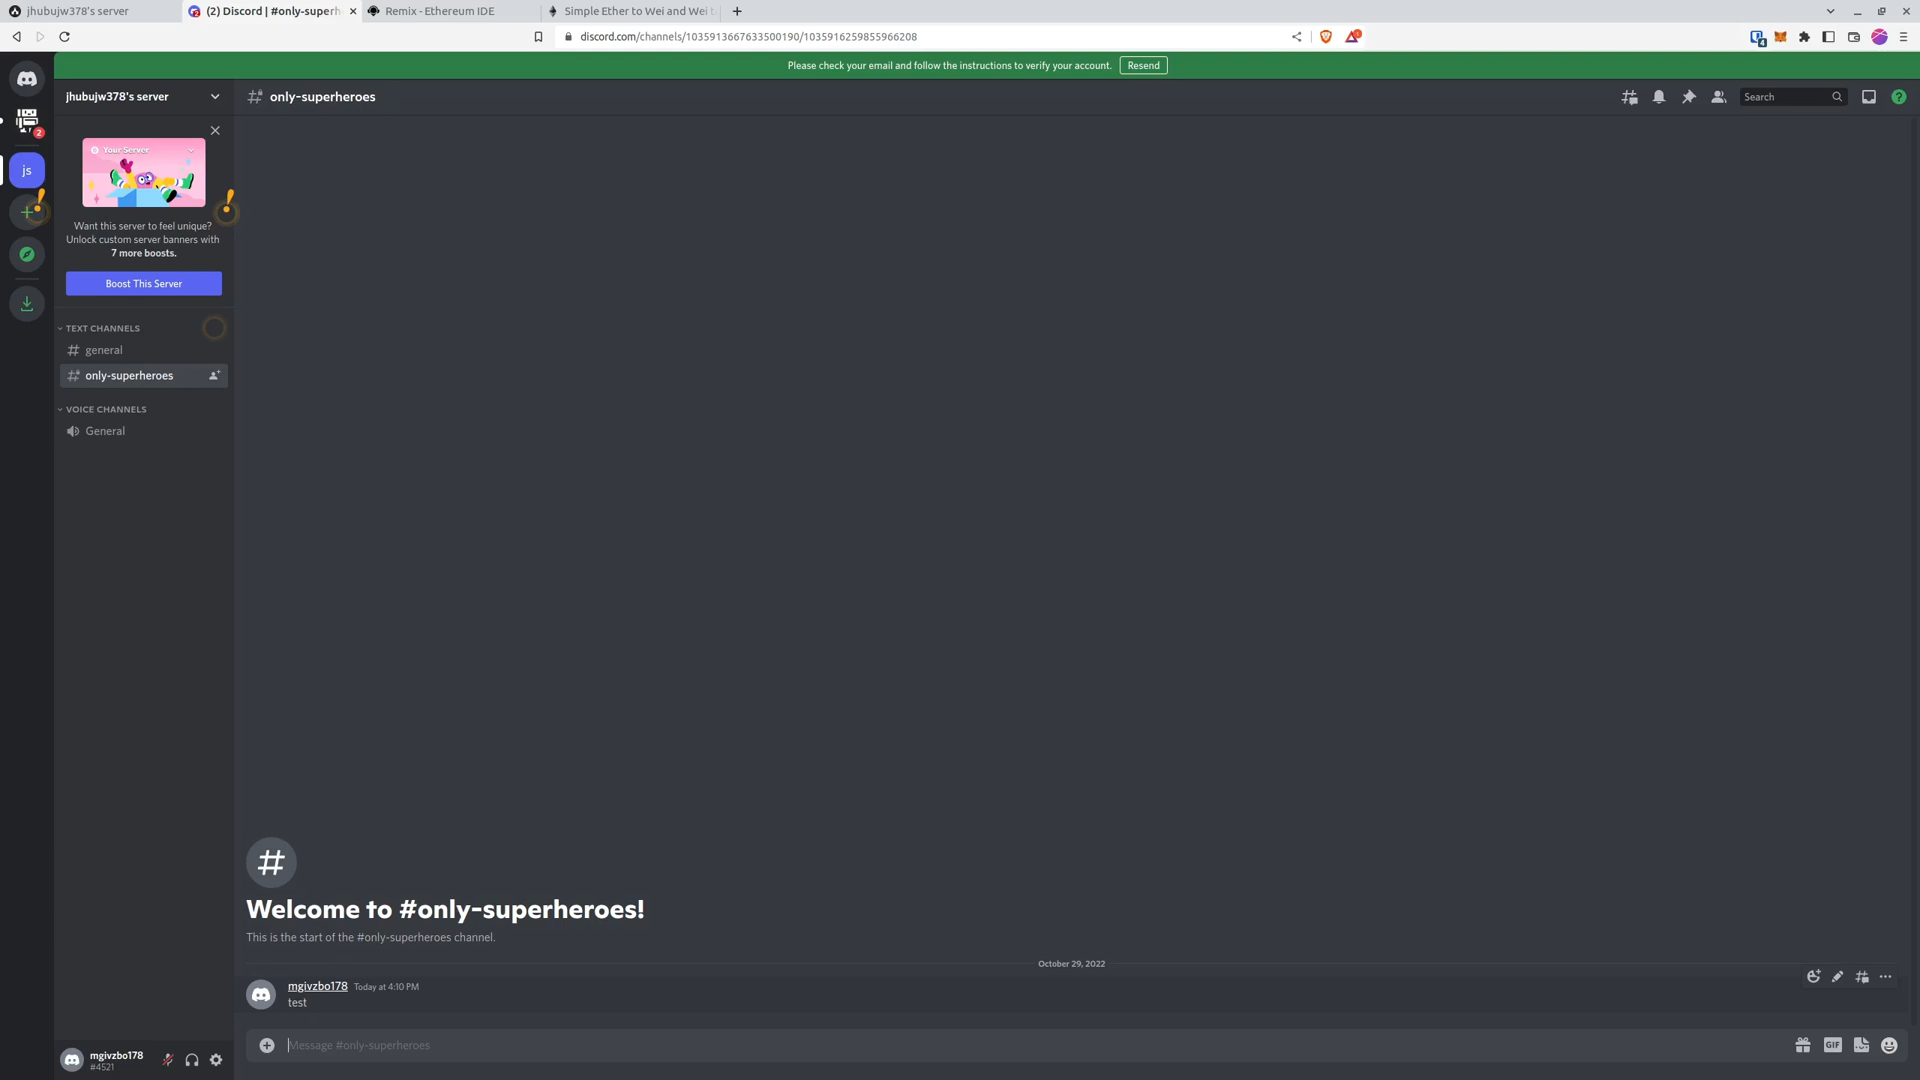 jhubujw378's server
(2) Discord | #only-superh
Remix - Ethereum IDE
Simple Ether to Wei and Wei t
discord.com/channels/1035913667633500190/1035916259855966208
4
1
Please check your email and follow the instructions to verify your account.
Resend
jhubujw378's server
only-superheroes
Search
2
Your Server
js
Want this server to feel unique?
Unlock custom server banners with
7 more boosts.
Boost This Server
TEXT CHANNELS
general
only-superheroes
VOICE CHANNELS
General
Welcome to #only-superheroes!
This is the start of the #only-superheroes channel.
October 29, 2022
mgivzbo178 Today at 4:10 PM
test
Message #only-superheroes
GIF
mgivzbo178
#4521